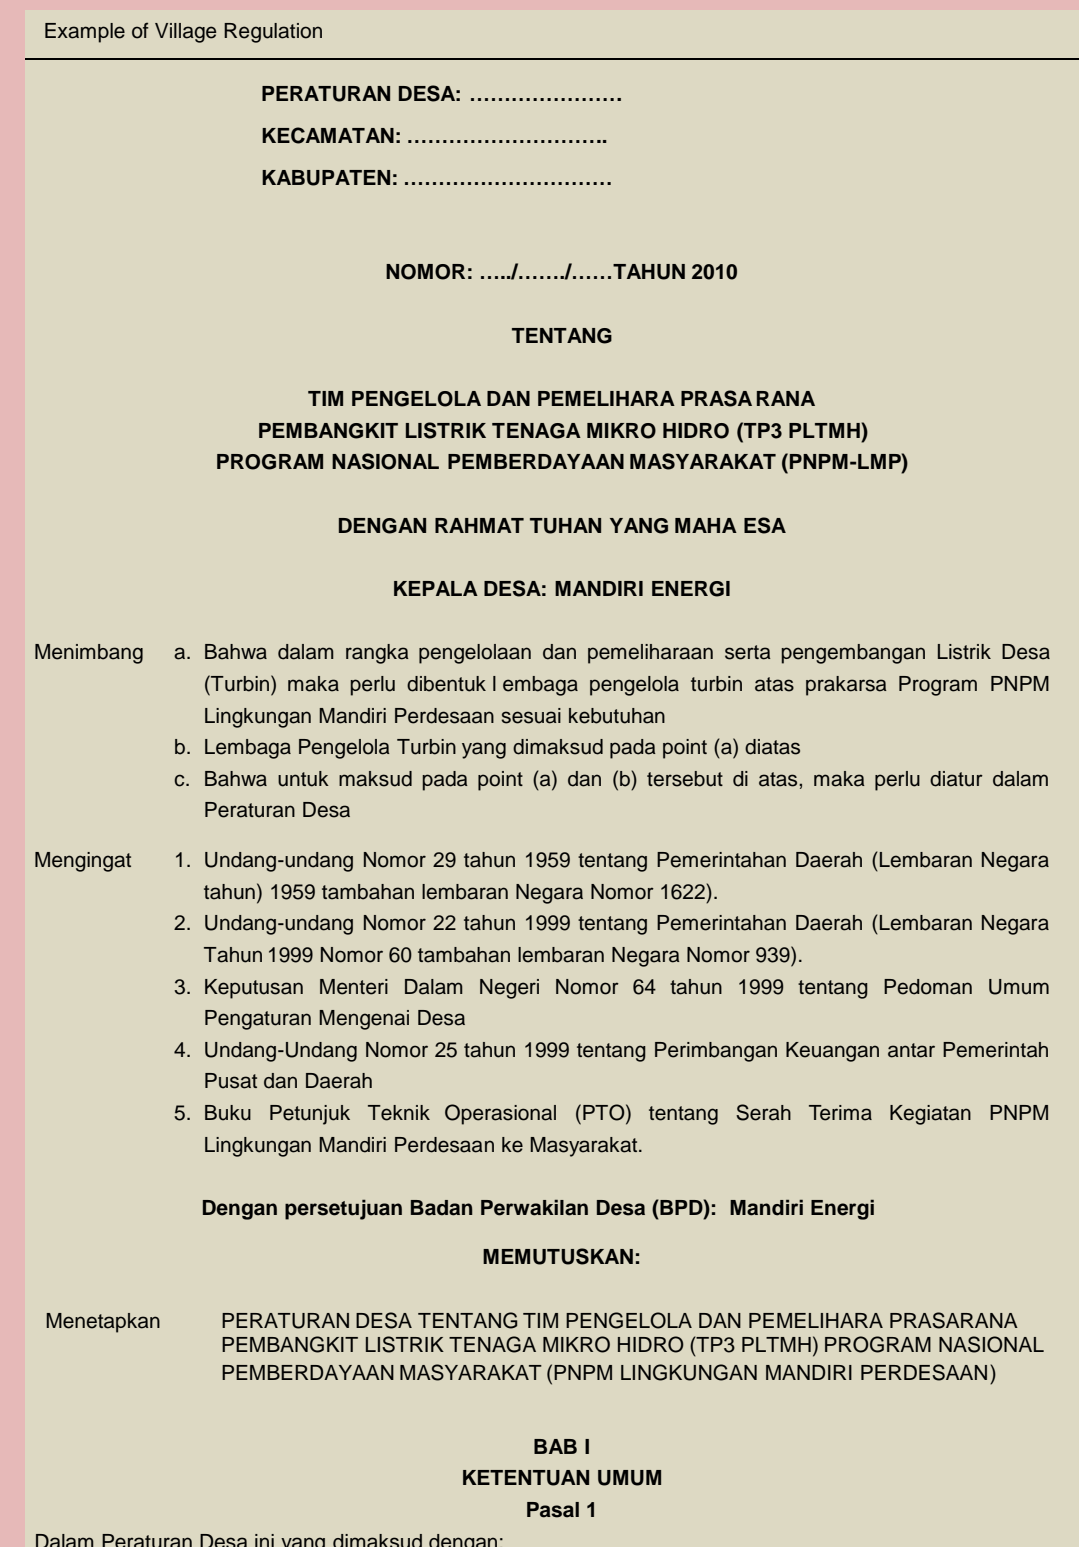 Example of Village Regulation
PERATURAN DESA: ………………….
KECAMATAN: ………………………..
KABUPATEN: …………………………
NOMOR: …../……./……TAHUN 2010
TENTANG
TIM PENGELOLA DAN PEMELIHARA PRASA RANA
PEMBANGKIT LISTRIK TENAGA MIKRO HIDRO (TP3 PLTMH)
PROGRAM NASIONAL PEMBERDAYAAN MASYARAKAT (PNPM-LMP)
DENGAN RAHMAT TUHAN YANG MAHA ESA
KEPALA DESA: MANDIRI ENERGI
Menimbang a. Bahwa dalam rangka pengelolaan dan pemeliharaan serta pengembangan Listrik Desa
(Turbin) maka perlu dibentuk l embaga pengelola turbin atas prakarsa Program PNPM
Lingkungan Mandiri Perdesaan sesuai kebutuhan
b. Lembaga Pengelola Turbin yang dimaksud pada point (a) diatas
c. Bahwa untuk maksud pada point (a) dan (b) tersebut di atas, maka perlu diatur dalam
Peraturan Desa
Mengingat 1. Undang-undang Nomor 29 tahun 1959 tentang Pemerintahan Daerah (Lembaran Negara
tahun) 1959 tambahan lembaran Negara Nomor 1622).
2. Undang-undang Nomor 22 tahun 1999 tentang Pemerintahan Daerah (Lembaran Negara
Tahun 1999 Nomor 60 tambahan lembaran Negara Nomor 939).
3. Keputusan Menteri Dalam Negeri Nomor 64 tahun 1999 tentang Pedoman Umum
Pengaturan Mengenai Desa
4. Undang-Undang Nomor 25 tahun 1999 tentang Perimbangan Keuangan antar Pemerintah
Pusat dan Daerah
5. Buku Petunjuk Teknik Operasional (PTO) tentang Serah Terima Kegiatan PNPM
Lingkungan Mandiri Perdesaan ke Masyarakat.
Dengan persetujuan Badan Perwakilan Desa (BPD): Mandiri Energi
MEMUTUSKAN:
Menetapkan PERATURAN DESA TENTANG TIM PENGELOLA DAN PEMELIHARA PRASARANA
PEMBANGKIT LISTRIK TENAGA MIKRO HIDRO (TP3 PLTMH) PROGRAM NASIONAL
PEMBERDAYAAN MASYARAKAT (PNPM LINGKUNGAN MANDIRI PERDESAAN)
BAB I
KETENTUAN UMUM
Pasal 1
Dalam Peraturan Desa ini yang dimaksud dengan: